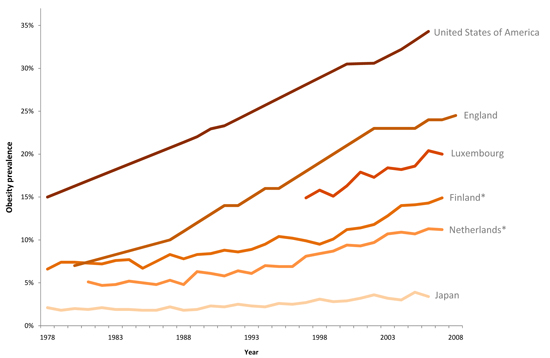 35%
30%
25%
20%
15%
10%
5%
0%
Obesity prevalence
United States of America
England
Luxembourg
Finland*
Netherlands*
Japan
1978 1983 1988 1993 1998 2003 2008
Year